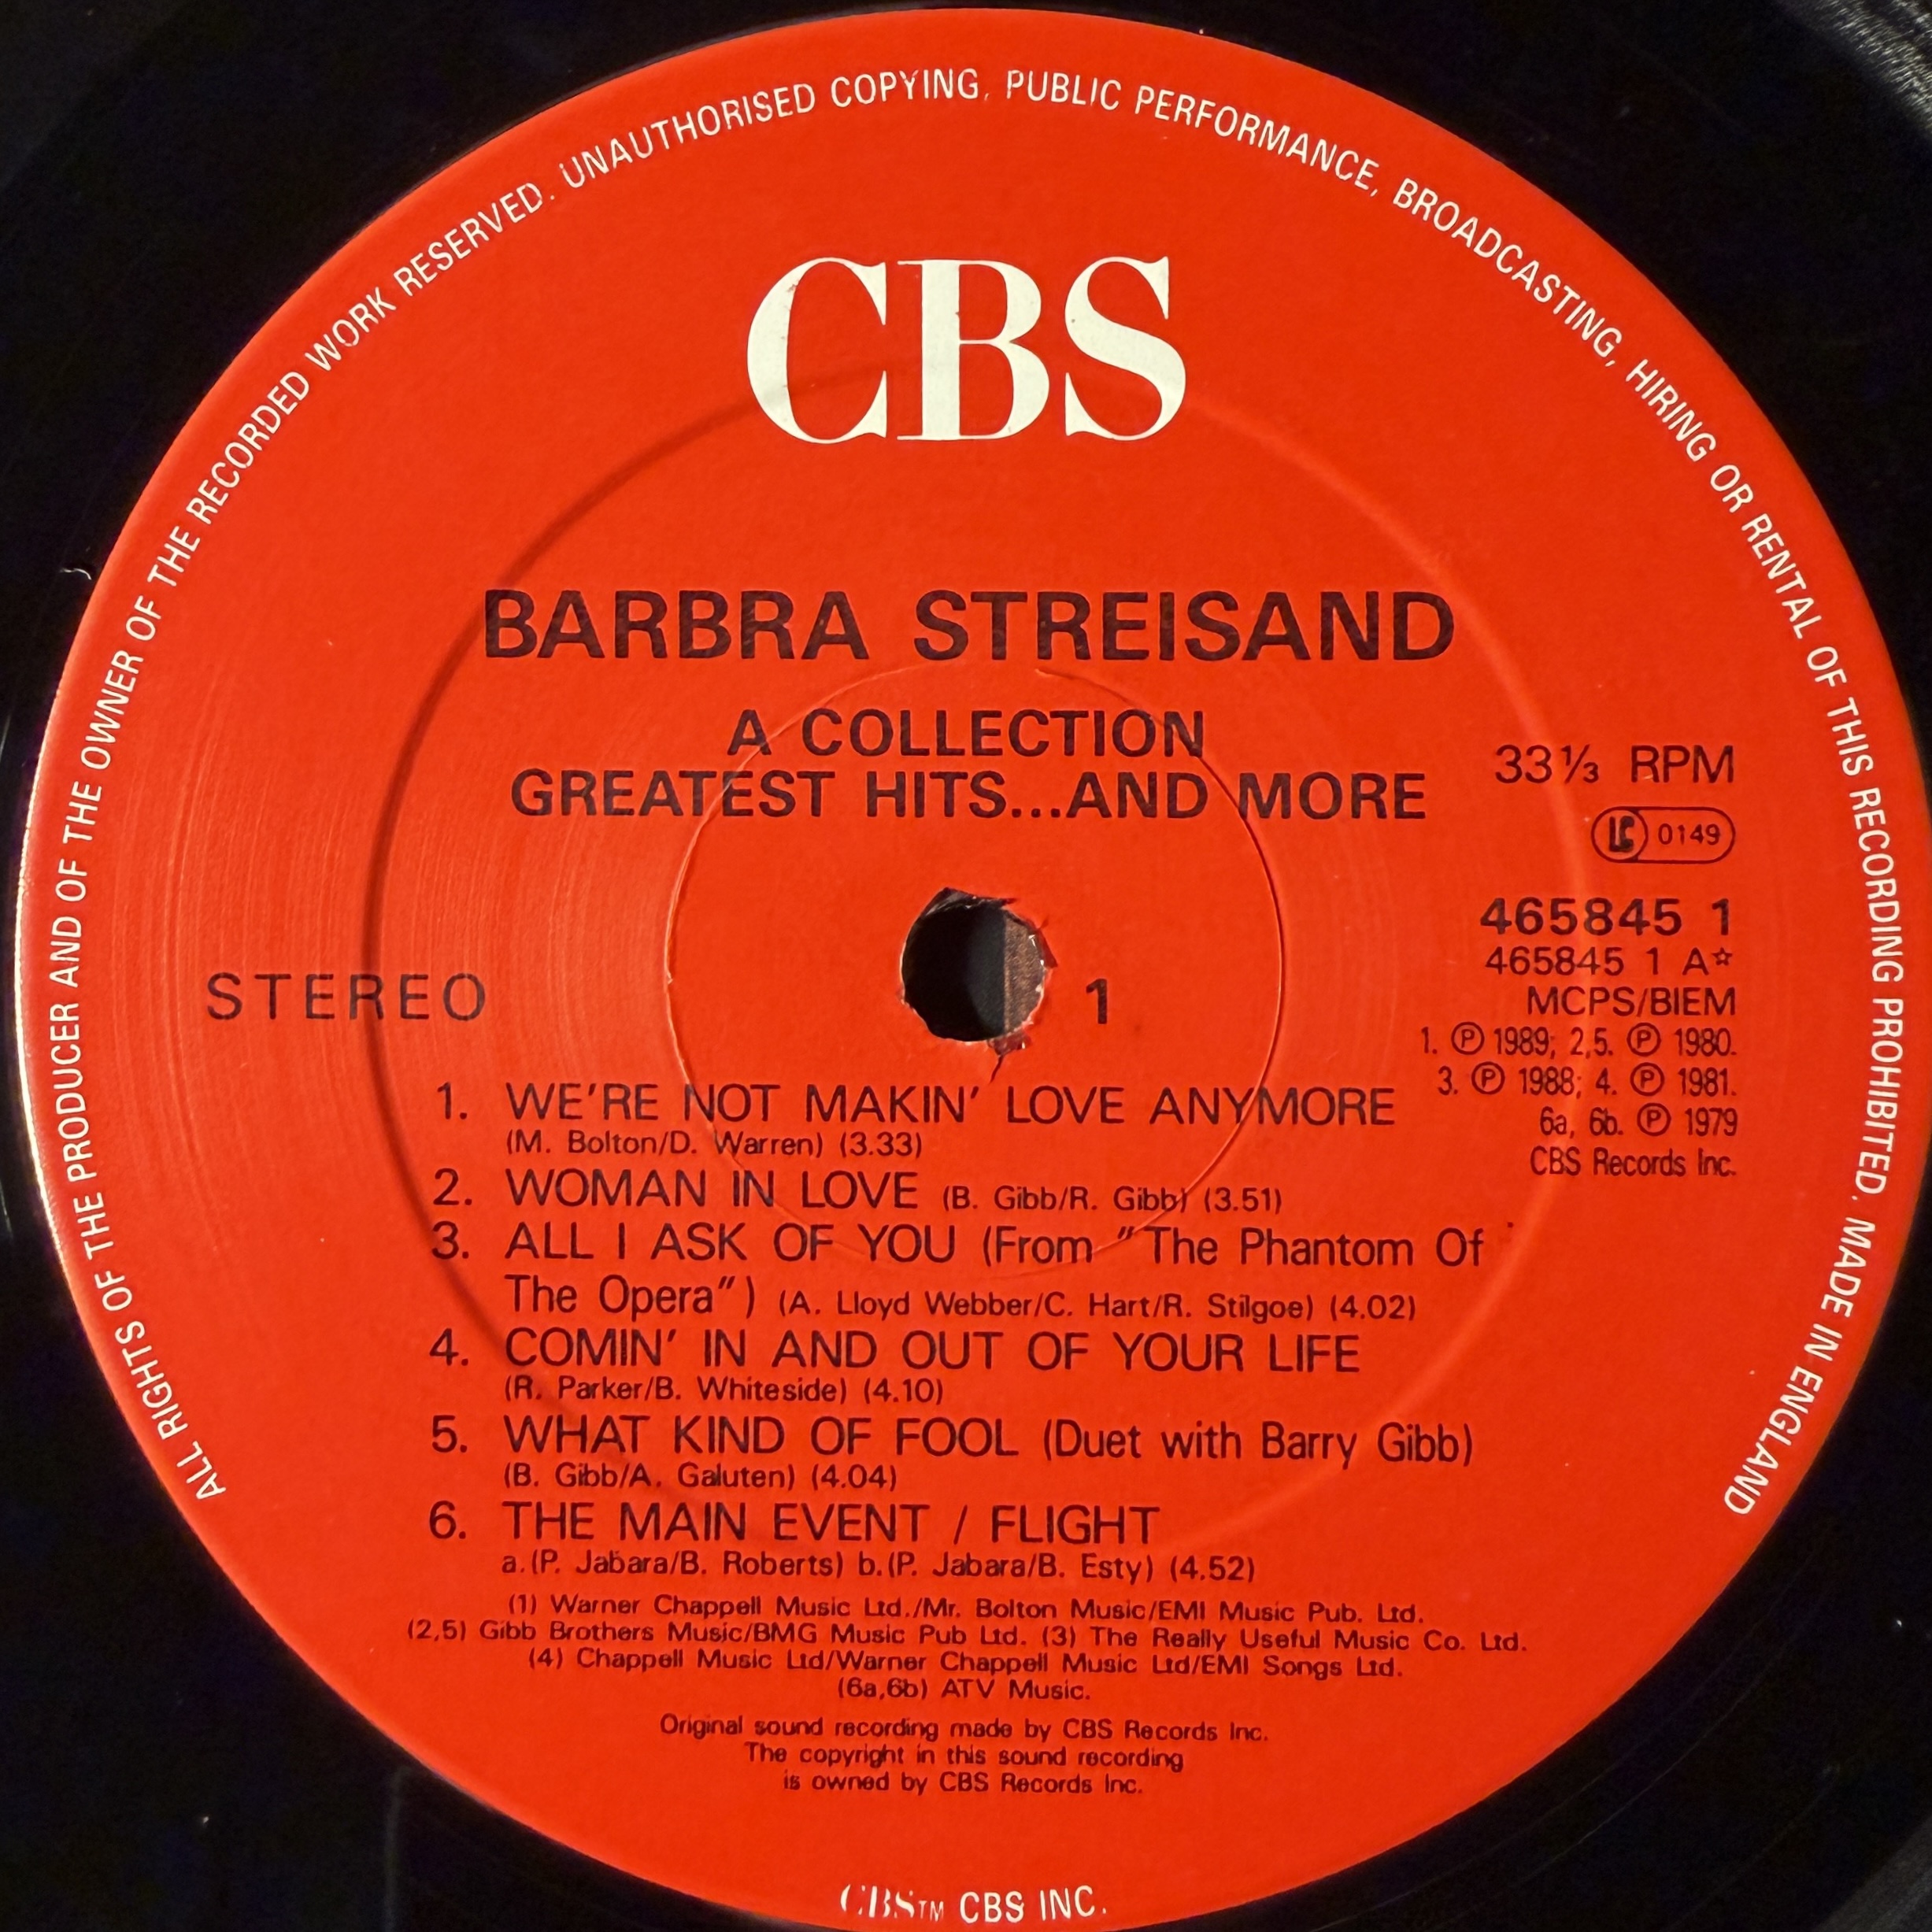 ALL RIGHTS OF THE PRODUCER AND OF THE OWNER OF THE RECORDED WORK RESERVED. UNAUTHORISED COPYING, PUBLIC PERFORMANCE, BROADCASTING, HIRING OR RENTAL OF THIS RECORDING PROHIBITED. MADE IN ENGLAND
CBS
BARBRA STREISAND
A COLLECTION
GREATEST HITS...AND MORE
33⅓ RPM
LC 0149
465845 1
465845 1 A☆
MCPS/BIEM
1. ℗ 1989; 2,5. ℗ 1980.
3. ℗ 1988; 4. ℗ 1981.
6a, 6b. ℗ 1979
CBS Records Inc.
STEREO
1
1. WE'RE NOT MAKIN' LOVE ANYMORE
(M. Bolton/D. Warren) (3.33)
2. WOMAN IN LOVE (B. Gibb/R. Gibb) (3.51)
3. ALL I ASK OF YOU (From "The Phantom Of
The Opera") (A. Lloyd Webber/C. Hart/R. Stilgoe) (4.02)
4. COMIN' IN AND OUT OF YOUR LIFE
(R. Parker/B. Whiteside) (4.10)
5. WHAT KIND OF FOOL (Duet with Barry Gibb)
(B. Gibb/A. Galuten) (4.04)
6. THE MAIN EVENT / FLIGHT
a.(P. Jabara/B. Roberts) b.(P. Jabara/B. Esty) (4.52)
(1) Warner Chappell Music Ltd./Mr. Bolton Music/EMI Music Pub. Ltd.
(2,5) Gibb Brothers Music/BMG Music Pub Ltd. (3) The Really Useful Music Co. Ltd.
(4) Chappell Music Ltd/Warner Chappell Music Ltd/EMI Songs Ltd.
(6a,6b) ATV Music.
Original sound recording made by CBS Records Inc.
The copyright in this sound recording
is owned by CBS Records Inc.
CBS™ CBS INC.